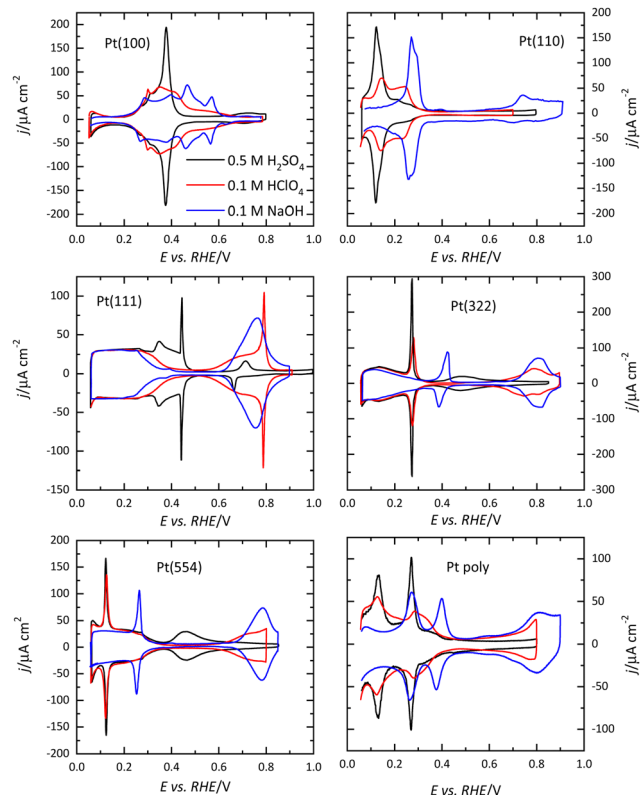 Pt(100)
0.5 M H₂SO₄
0.1 M HClO₄
0.1 M NaOH
j/µA cm⁻²
200
150
100
50
0
-50
-100
-150
-200
0.0 0.2 0.4 0.6 0.8 1.0
E vs. RHE/V
Pt(110)
j/µA cm⁻²
150
100
50
0
-50
-100
-150
-200
0.0 0.2 0.4 0.6 0.8 1.0
E vs. RHE/V
Pt(111)
j/µA cm⁻²
100
50
0
50
100
-150
0.0 0.2 0.4 0.6 0.8 1.0
E vs. RHE/V
Pt(322)
j/µA cm⁻²
300
200
100
0
-100
-200
-300
0.0 0.2 0.4 0.6 0.8 1.0
E vs. RHE/V
Pt(554)
j/µA cm²
200
150
100
50
0
-50
-100
-150
-200
0.0 0.2 0.4 0.6 0.8 1.0
E vs. RHE/V
Pt poly
j/µA cm⁻²
100
50
0
-50
-100
0.0 0.2 0.4 0.6 0.8 1.0
E vs. RHE/V